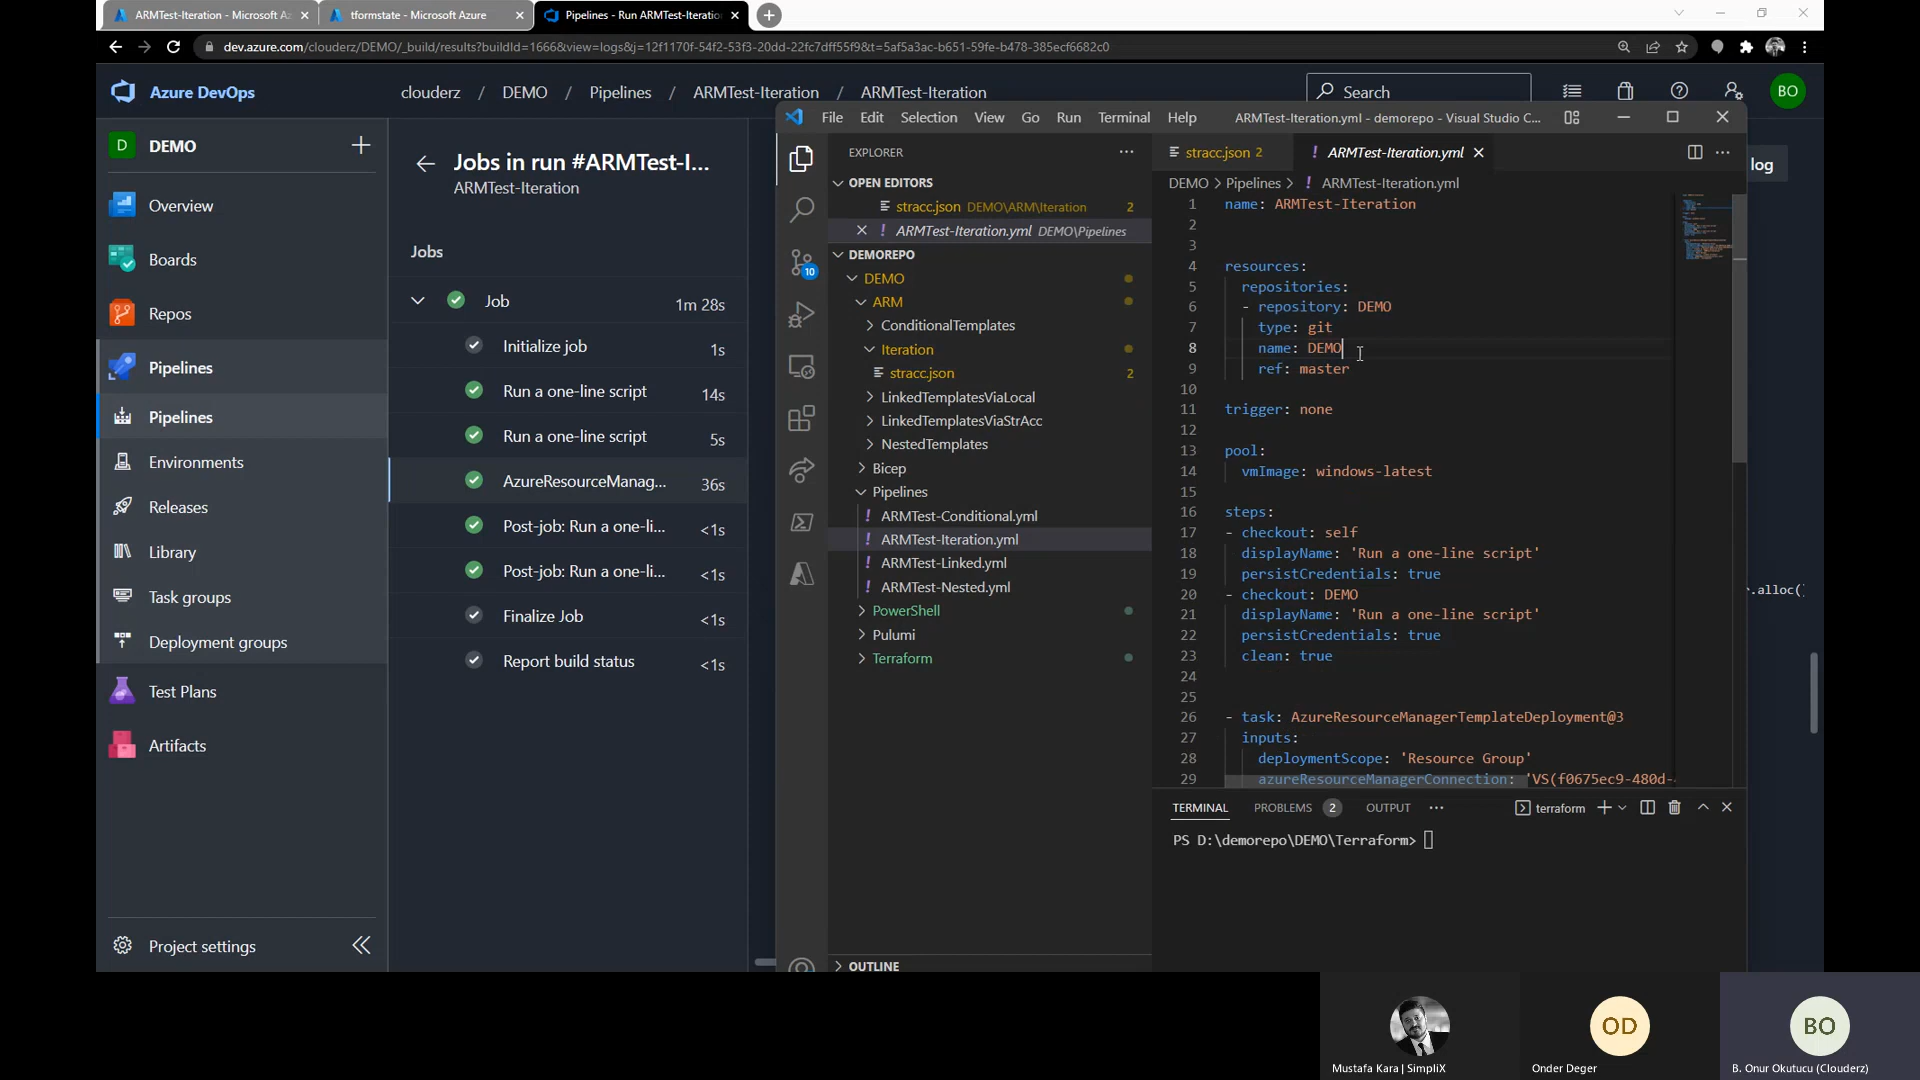 ARMTest-Iteration - Microsoft Az
tformstate - Microsoft Azure
Pipelines - Run ARMTest-Iteratio
dev.azure.com/clouderz/DEMO/_build/results?buildId=1666&view=logs&j=12f1170f-54f2-53f3-20dd-22fc7dff55f9&t=5af5a3ac-b651-59fe-b478-385ecf6682c0
Azure DevOps
clouderz / DEMO / Pipelines / ARMTest-Iteration / ARMTest-Iteration
Search
BO
D DEMO
Overview
Boards
Repos
Pipelines
Pipelines
Environments
Releases
Library
Task groups
Deployment groups
Test Plans
Artifacts
Project settings
Jobs in run #ARMTest-I...
ARMTest-Iteration
Jobs
Job 1m 28s
Initialize job 1s
Run a one-line script 14s
Run a one-line script 5s
AzureResourceManag... 36s
Post-job: Run a one-li... <1s
Post-job: Run a one-li... <1s
Finalize Job <1s
Report build status <1s
log
r.alloc()
File Edit Selection View Go Run Terminal Help ARMTest-Iteration.yml - demorepo - Visual Studio C...
EXPLORER
OPEN EDITORS
stracc.json DEMO\ARM\Iteration 2
ARMTest-Iteration.yml DEMO\Pipelines
DEMOREPO
DEMO
ARM
ConditionalTemplates
Iteration
stracc.json 2
LinkedTemplatesViaLocal
LinkedTemplatesViaStrAcc
NestedTemplates
Bicep
Pipelines
ARMTest-Conditional.yml
ARMTest-Iteration.yml
ARMTest-Linked.yml
ARMTest-Nested.yml
PowerShell
Pulumi
Terraform
OUTLINE
10
stracc.json 2
ARMTest-Iteration.yml
DEMO > Pipelines > ARMTest-Iteration.yml
1 name: ARMTest-Iteration
2
3
4 resources:
5 repositories:
6 - repository: DEMO
7 type: git
8 name: DEMO
9 ref: master
10
11 trigger: none
12
13 pool:
14 vmImage: windows-latest
15
16 steps:
17 - checkout: self
18 displayName: 'Run a one-line script'
19 persistCredentials: true
20 - checkout: DEMO
21 displayName: 'Run a one-line script'
22 persistCredentials: true
23 clean: true
24
25
26 - task: AzureResourceManagerTemplateDeployment@3
27 inputs:
28 deploymentScope: 'Resource Group'
29 azureResourceManagerConnection: 'VS(f0675ec9-480d-
TERMINAL PROBLEMS 2 OUTPUT terraform
PS D:\demorepo\DEMO\Terraform>
OD
BO
Mustafa Kara | SimpliX
Onder Deger
B. Onur Okutucu (Clouderz)